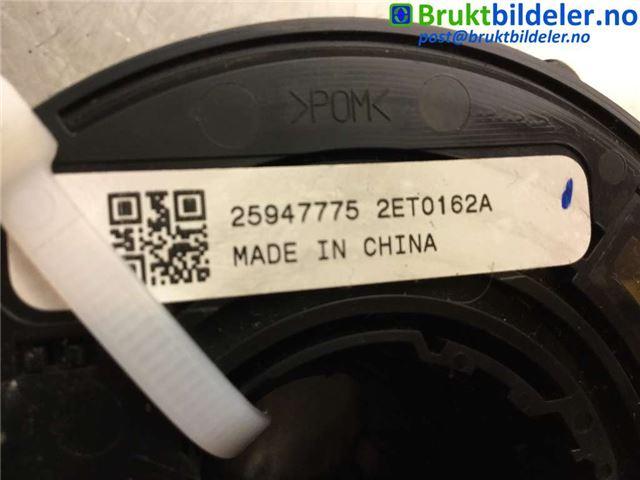 Bruktbildeler.no
post@bruktbildeler.no
>POM<
25947775 2ET0162A
MADE IN CHINA